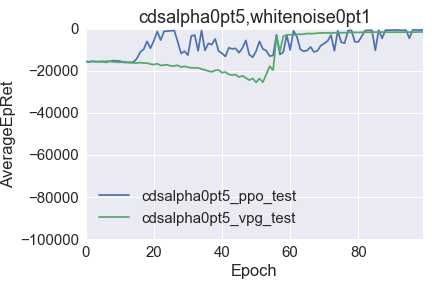 cdsalpha0pt5,whitenoise0pt1
AverageEpRet
0
−20000
−40000
−60000
−80000
−100000
cdsalpha0pt5_ppo_test
cdsalpha0pt5_vpg_test
0 20 40 60 80
Epoch